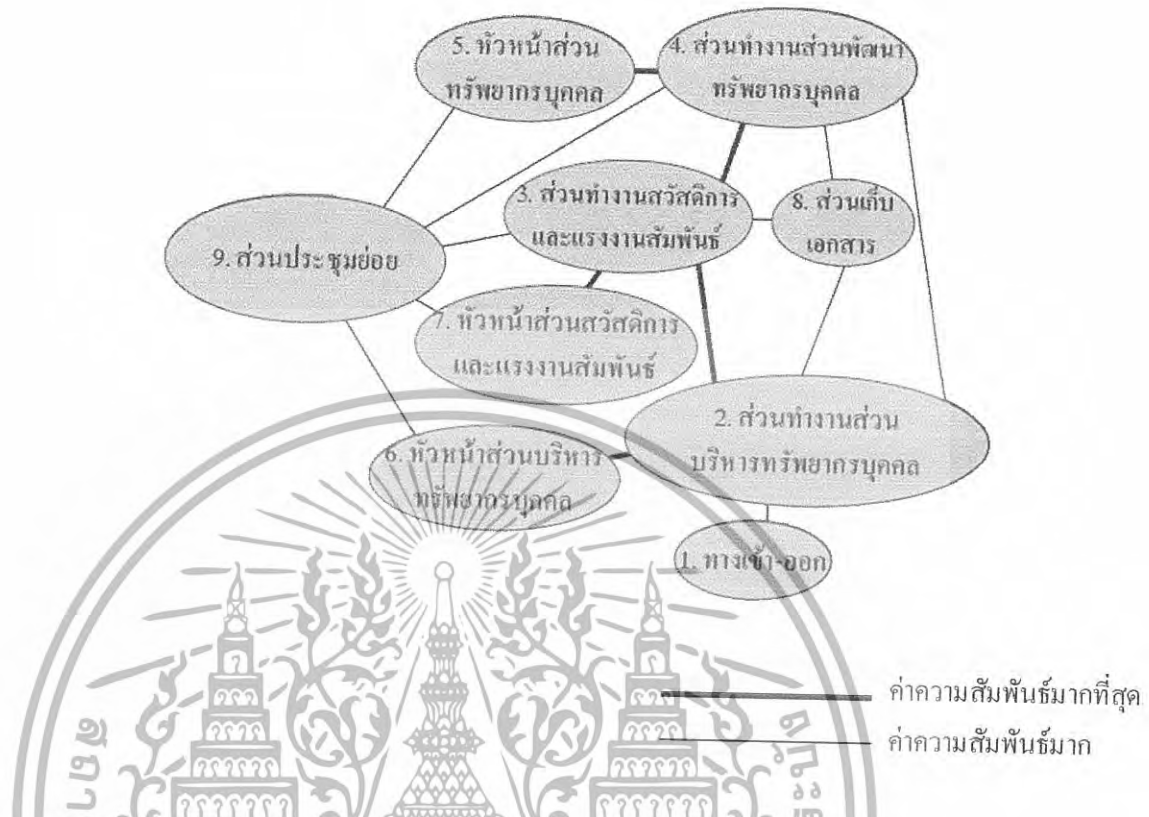 5. หัวหน้าส่วน
ทรัพยากรบุคคล
4. ส่วนทำงานส่วนพัฒนา
ทรัพยากรบุคคล
3. ส่วนทำงานสวัสดิการ
และแรงงานสัมพันธ์
8. ส่วนเก็บ
เอกสาร
9. ส่วนประชุมย่อย
7. หัวหน้าส่วนสวัสดิการ
และแรงงานสัมพันธ์
2. ส่วนทำงานส่วน
บริหารทรัพยากรบุคคล
6. หัวหน้าส่วนบริหาร
ทรัพยากรบุคคล
1. ทางเข้า-ออก
ค่าความสัมพันธ์มากที่สุด
ค่าความสัมพันธ์มาก